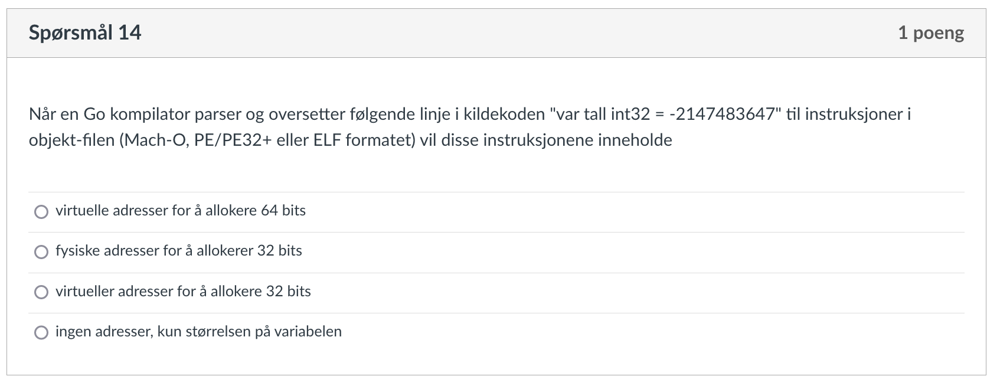 Spørsmål 14
1 poeng
Når en Go kompilator parser og oversetter følgende linje i kildekoden "var tall int32 = -2147483647" til instruksjoner i
objekt-filen (Mach-O, PE/PE32+ eller ELF formatet) vil disse instruksjonene inneholde
virtuelle adresser for å allokere 64 bits
fysiske adresser for å allokerer 32 bits
virtueller adresser for å allokere 32 bits
ingen adresser, kun størrelsen på variabelen